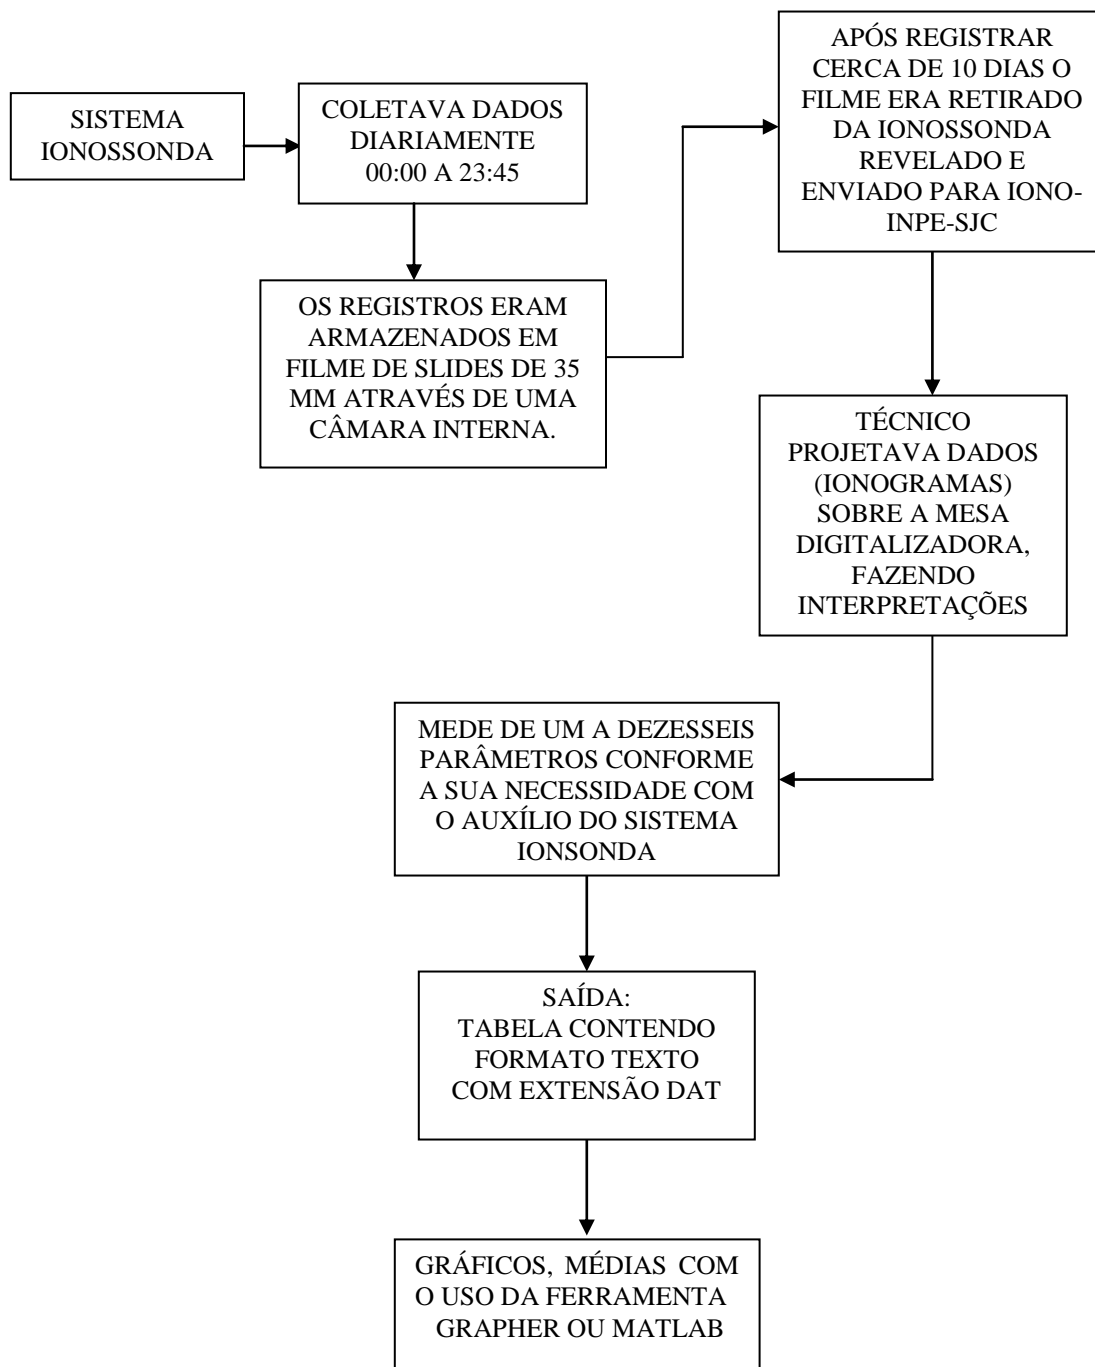 SISTEMA
IONOSSONDA
COLETAVA DADOS
DIARIAMENTE
00:00 A 23:45
OS REGISTROS ERAM
ARMAZENADOS EM
FILME DE SLIDES DE 35
MM ATRAVÉS DE UMA
CÂMARA INTERNA.
APÓS REGISTRAR
CERCA DE 10 DIAS O
FILME ERA RETIRADO
DA IONOSSONDA
REVELADO E
ENVIADO PARA IONO-
INPE-SJC
TÉCNICO
PROJETAVA DADOS
(IONOGRAMAS)
SOBRE A MESA
DIGITALIZADORA,
FAZENDO
INTERPRETAÇÕES
MEDE DE UM A DEZESSEIS
PARÂMETROS CONFORME
A SUA NECESSIDADE COM
O AUXÍLIO DO SISTEMA
IONSONDA
SAÍDA:
TABELA CONTENDO
FORMATO TEXTO
COM EXTENSÃO DAT
GRÁFICOS, MÉDIAS COM
O USO DA FERRAMENTA
GRAPHER OU MATLAB